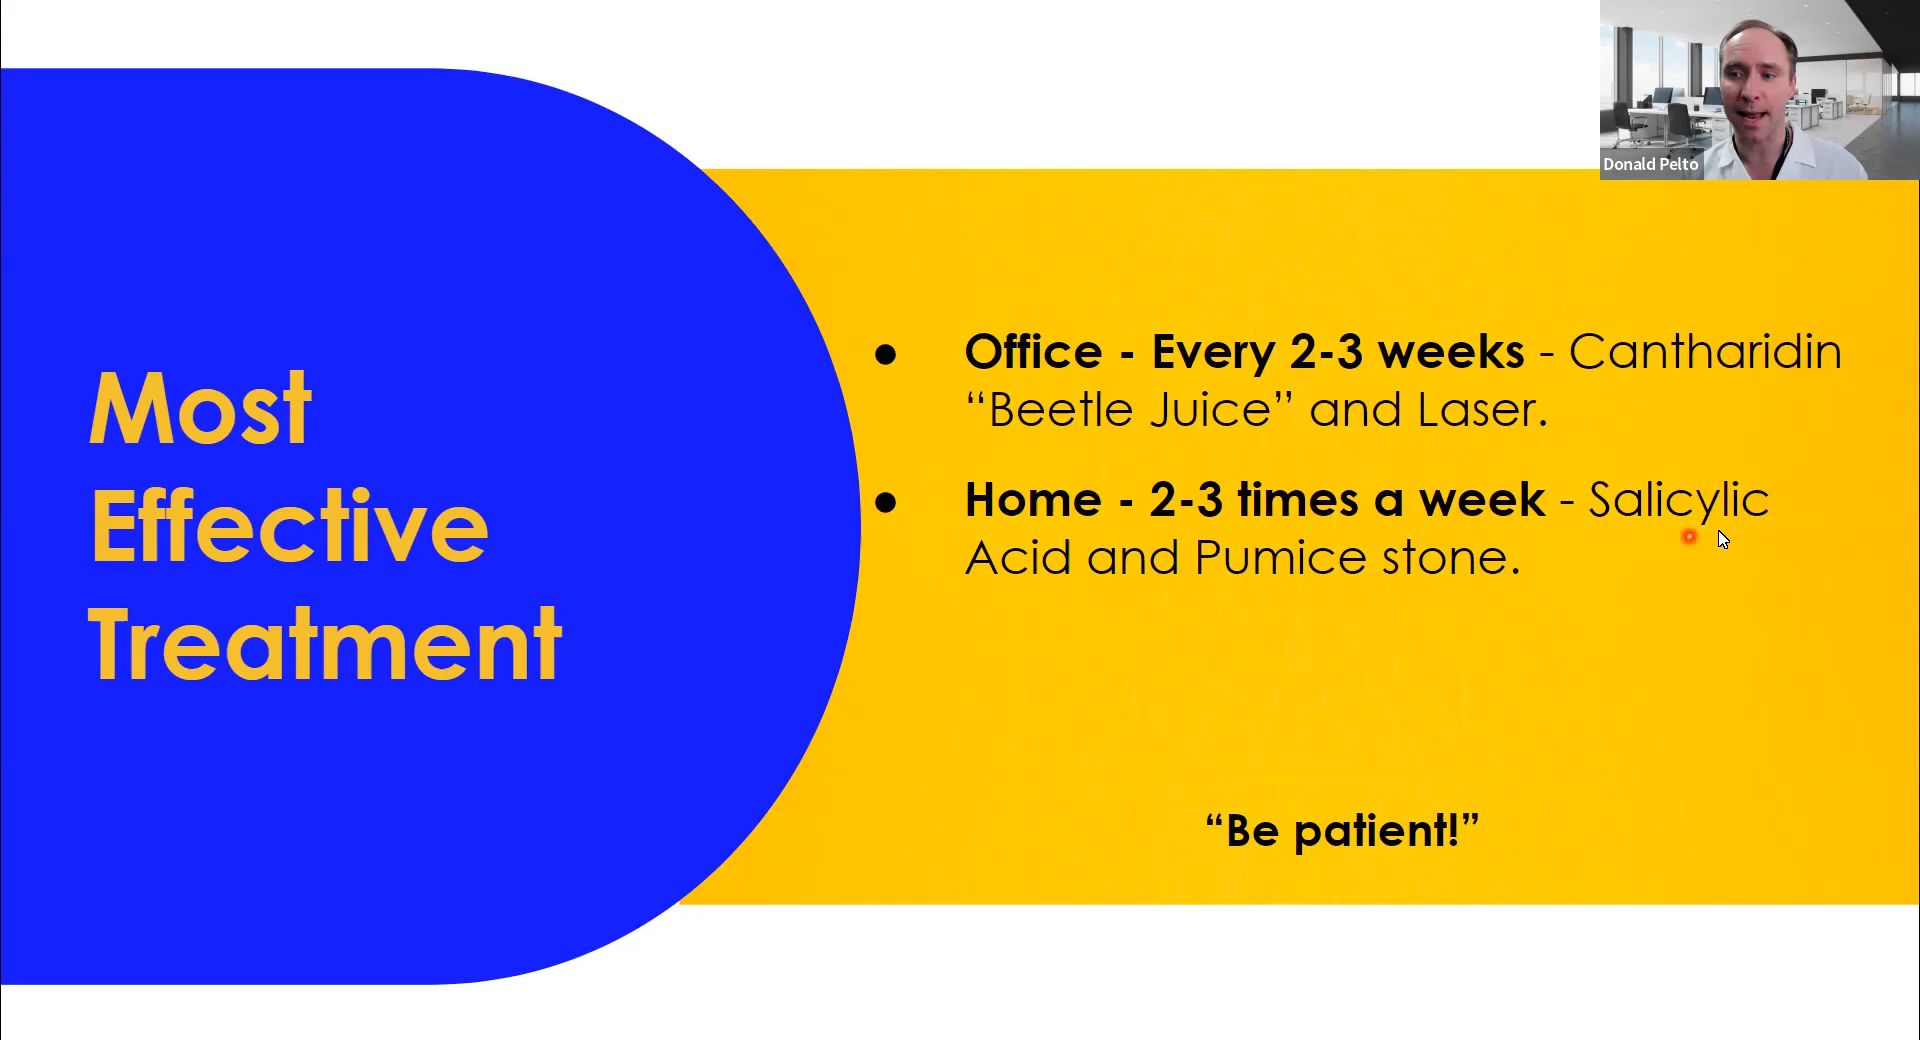 Donald Pelto
Most
Effective
Treatment
● Office - Every 2-3 weeks - Cantharidin
“Beetle Juice” and Laser.
● Home - 2-3 times a week - Salicylic
Acid and Pumice stone.
“Be patient!”